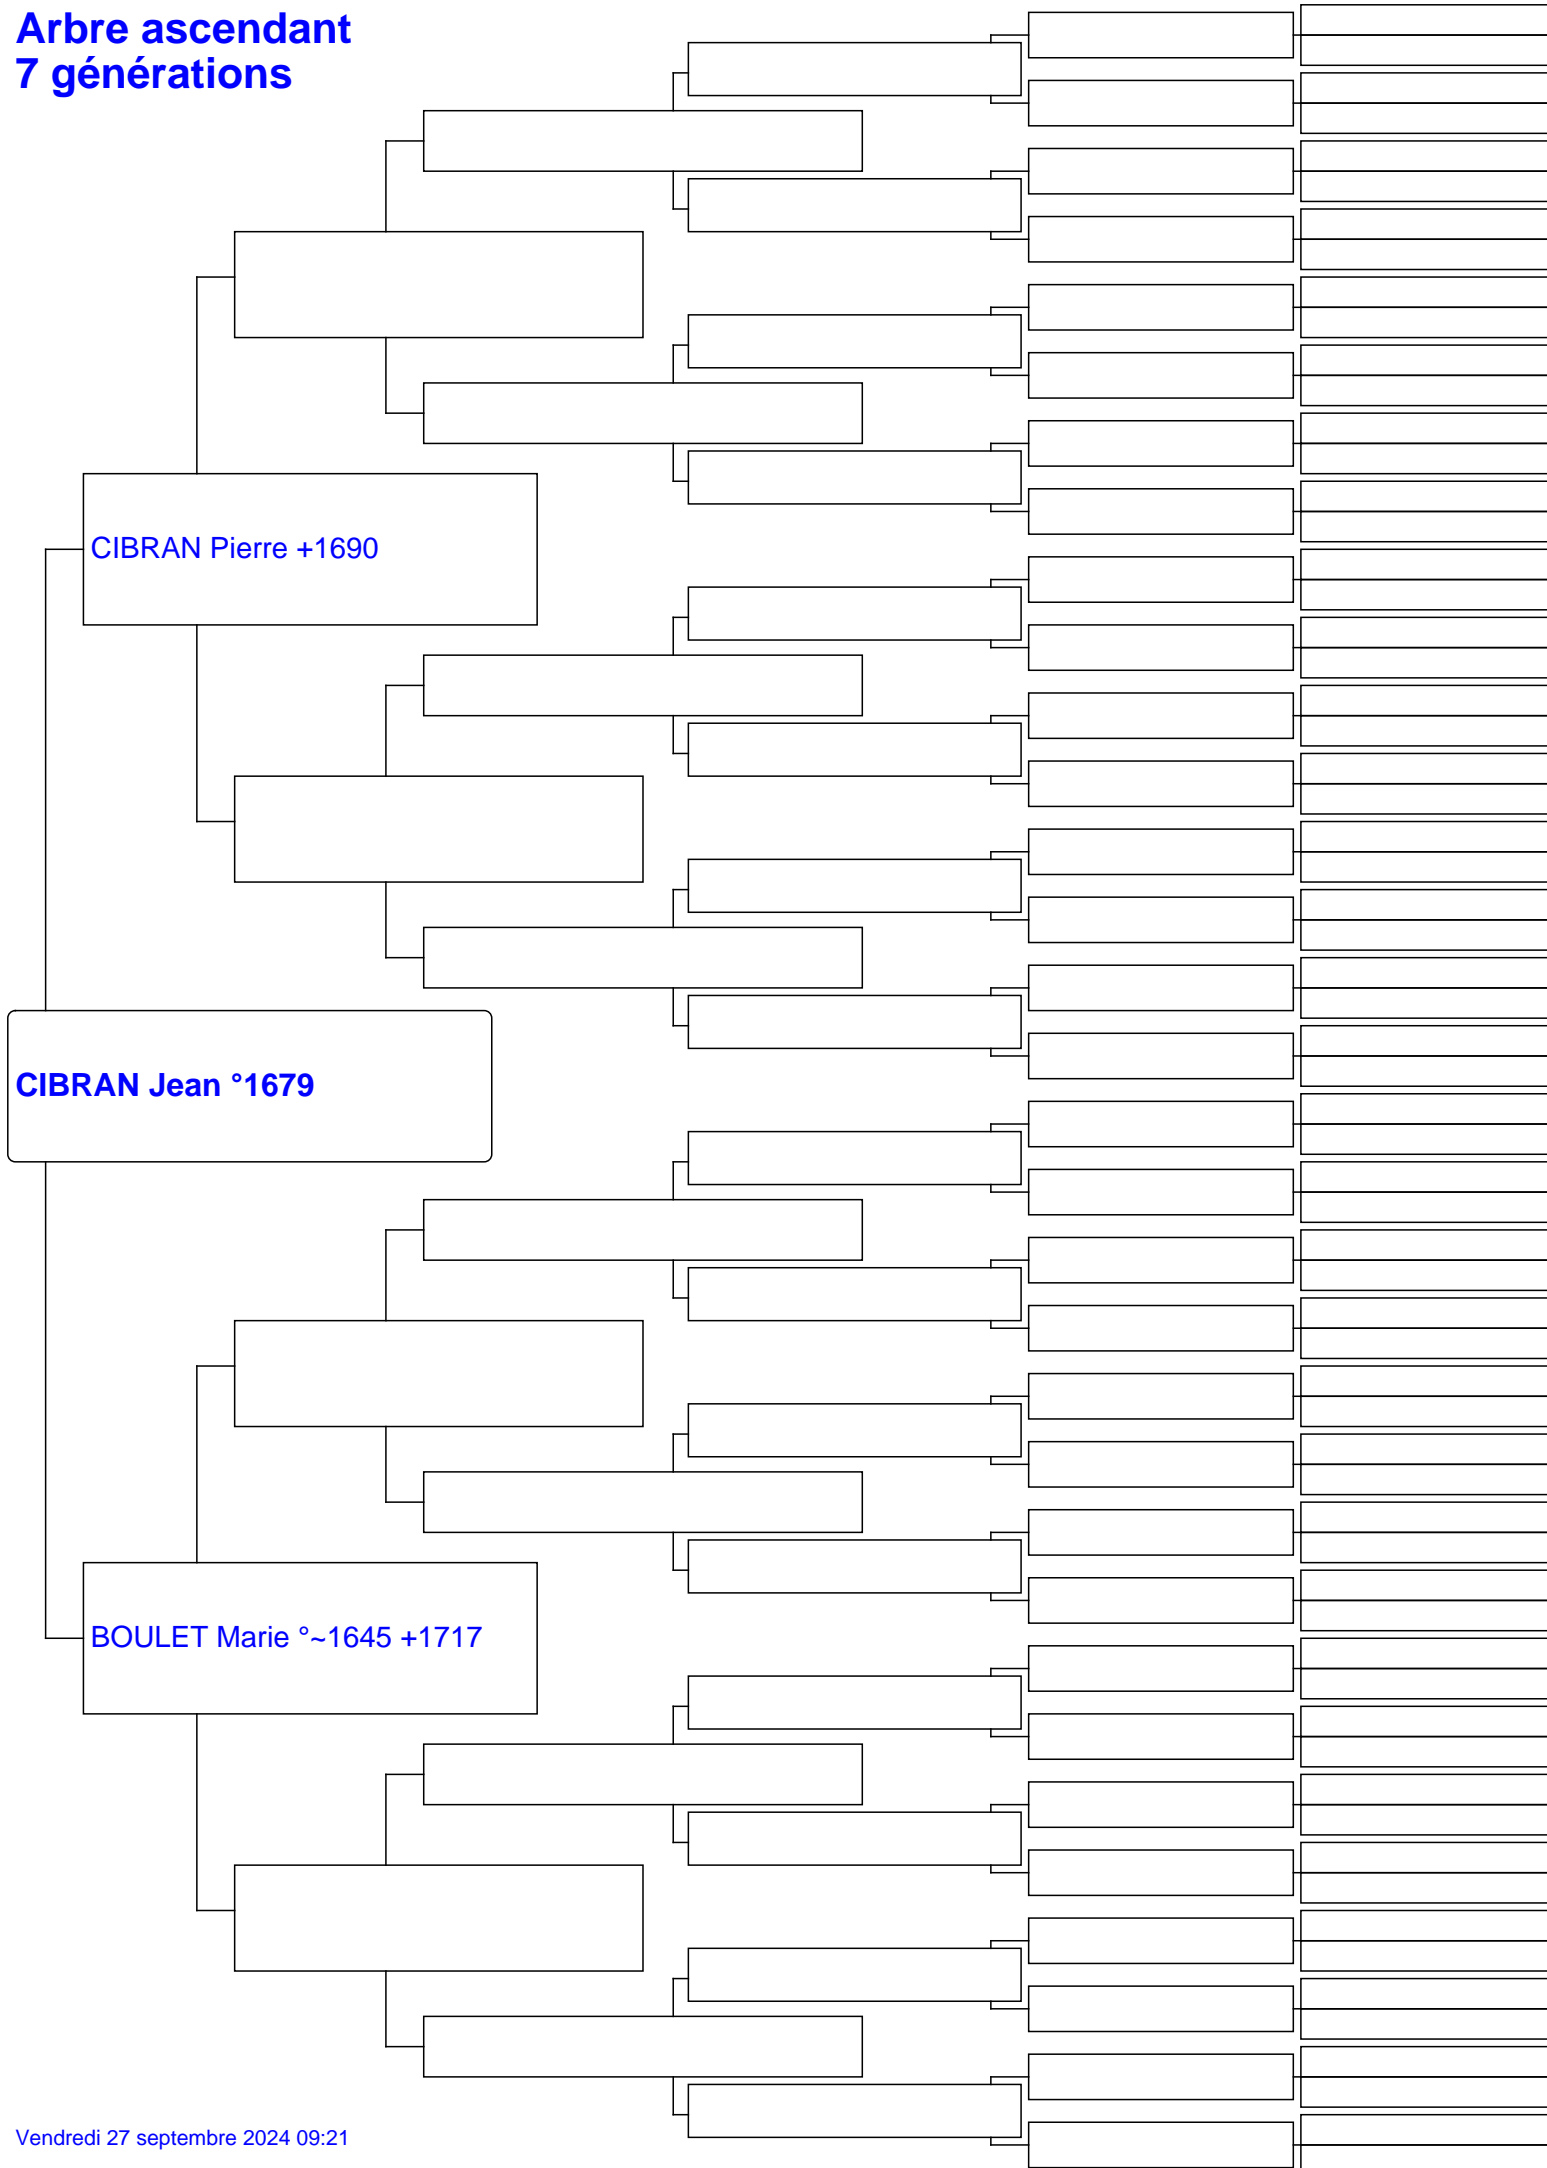 Arbre ascendant
7 générations
CIBRAN Pierre +1690
CIBRAN Jean °1679
BOULET Marie °~1645 +1717
Vendredi 27 septembre 2024 09:21